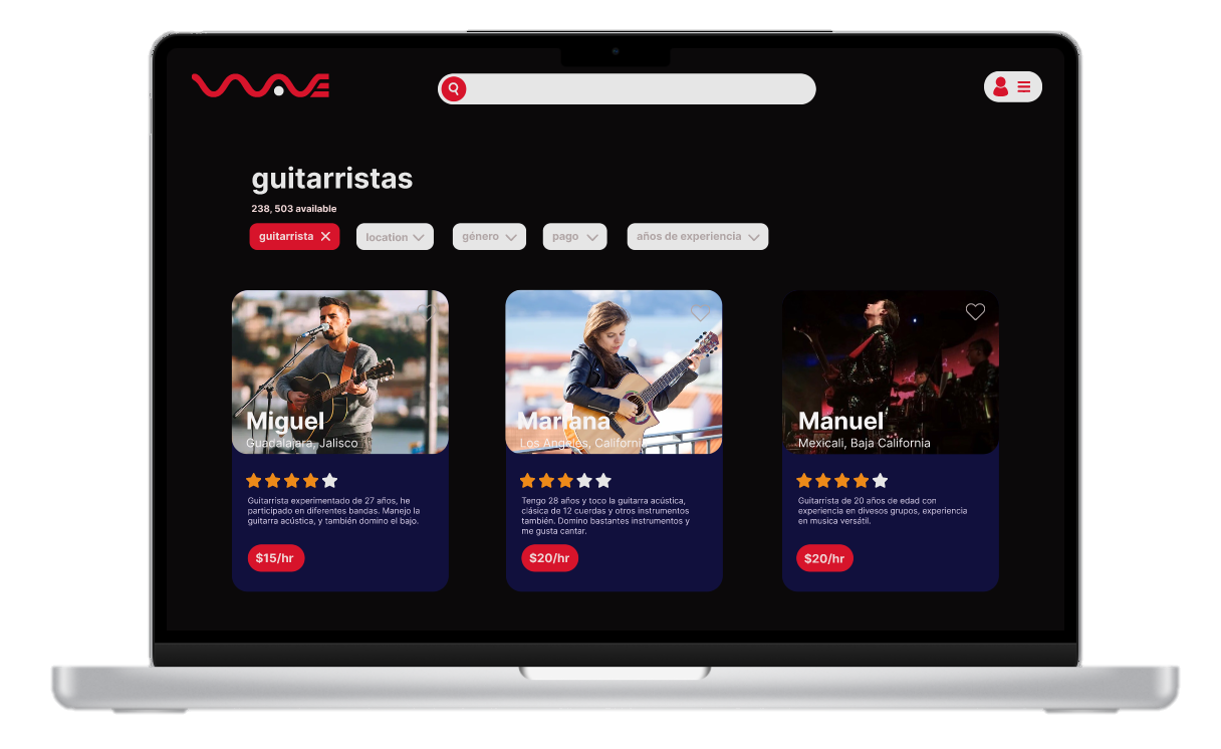 WAVE
guitarristas
238, 503 available
guitarrista
location
género
pago
años de experiencia
Miguel
Guadalajara, Jalisco
Guitarrista experimentado de 27 años, he
participado en diferentes bandas. Manejo la
guitarra acústica, y también domino el bajo.
$15/hr
Mariana
Los Angeles, California
Tengo 28 años y toco la guitarra acústica,
clásica de 12 cuerdas y otros instrumentos
también. Domino bastantes instrumentos y
me gusta cantar.
$20/hr
Manuel
Mexicali, Baja California
Guitarrista de 20 años de edad con
experiencia en divesos grupos, experiencia
en musica versátil.
$20/hr